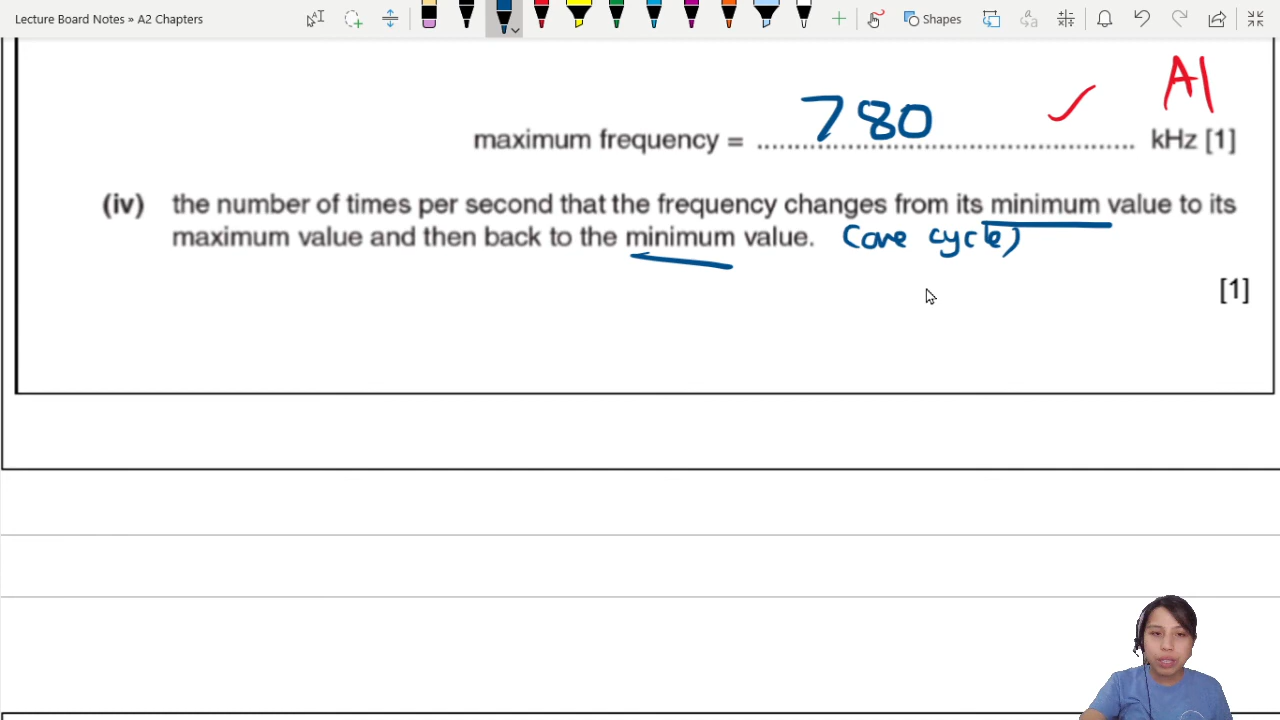 Lecture Board Notes » A2 Chapters
Shapes
A1
780
maximum frequency = ........................................................ kHz [1]
(iv) the number of times per second that the frequency changes from its minimum value to its
maximum value and then back to the minimum value. (one cycle)
[1]